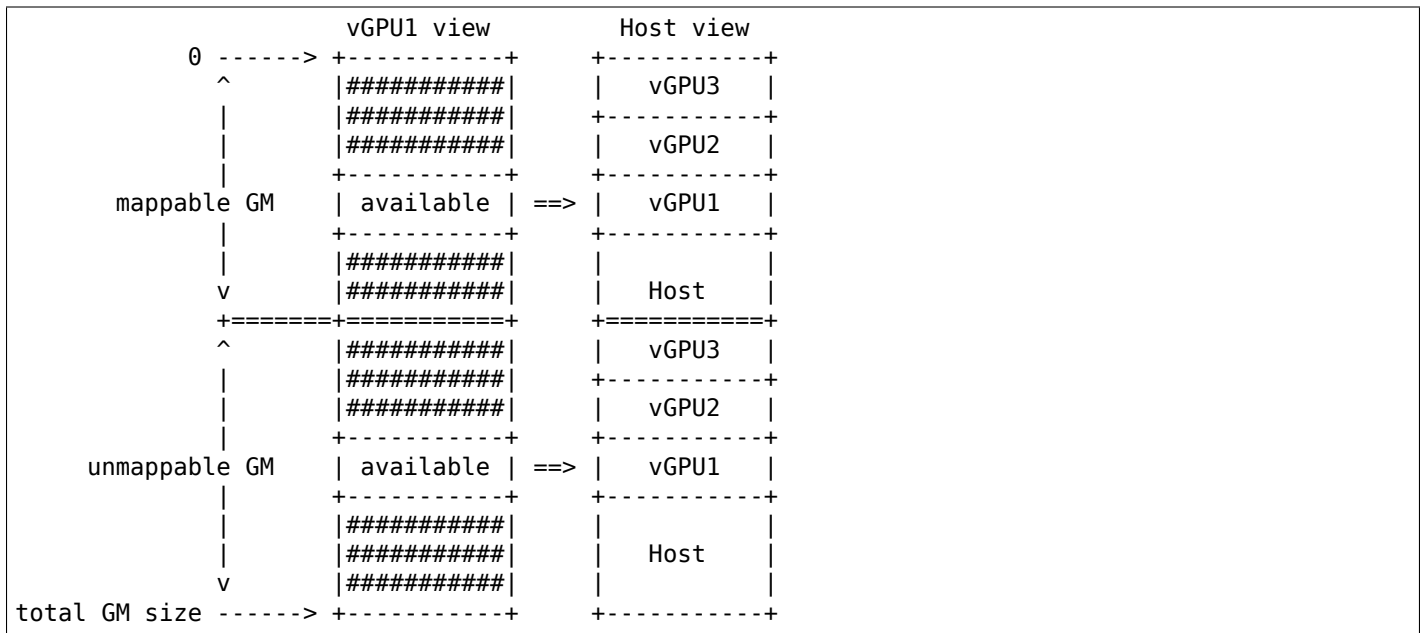 vGPU1 view         Host view
            0 ------> +-----------+     +-----------+
              ^       |###########|     |   vGPU3   |
              |       |###########|     +-----------+
              |       |###########|     |   vGPU2   |
              |       +-----------+     +-----------+
       mappable GM    | available | ==> |   vGPU1   |
              |       +-----------+     +-----------+
              |       |###########|     |           |
              v       |###########|     |   Host    |
              +=======+===========+     +===========+
              ^       |###########|     |   vGPU3   |
              |       |###########|     +-----------+
              |       |###########|     |   vGPU2   |
              |       +-----------+     +-----------+
     unmappable GM    | available | ==> |   vGPU1   |
              |       +-----------+     +-----------+
              |       |###########|     |           |
              |       |###########|     |   Host    |
              v       |###########|     |           |
total GM size ------> +-----------+     +-----------+